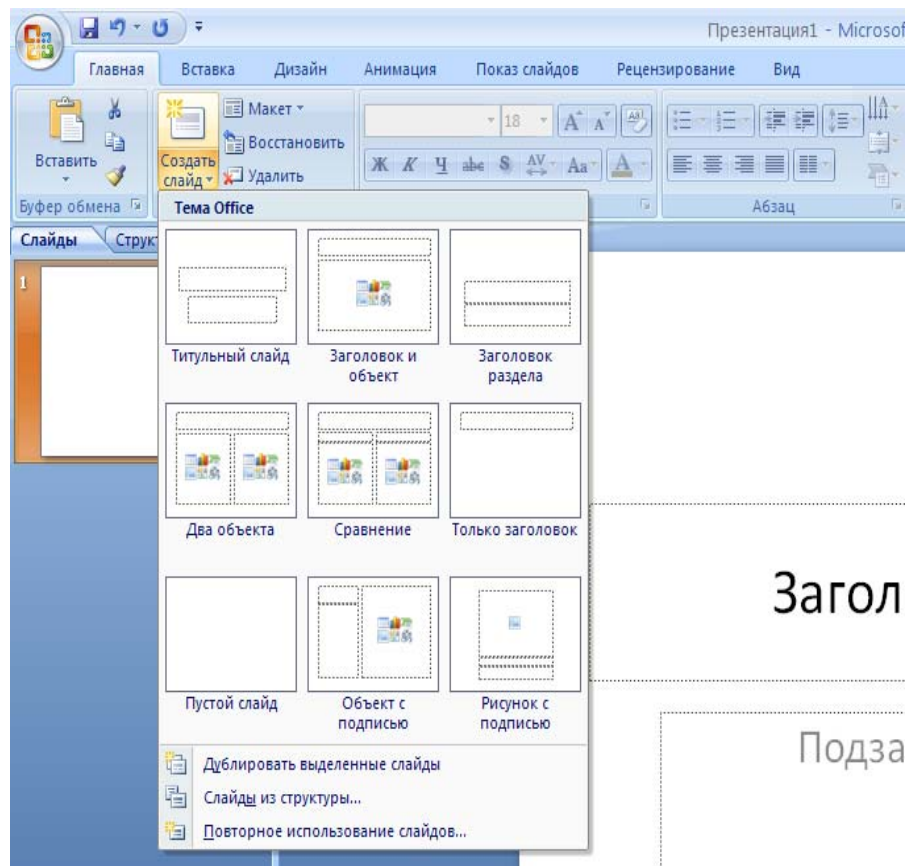 Презентация1 - Microsof
Главная Вставка Дизайн Анимация Показ слайдов Рецензирование Вид
Вставить
Создать слайд
Макет
Восстановить
Удалить
18
Ж К Ч abe S AV Aa А
Буфер обмена
Абзац
Слайды Струк
Тема Office
1
Титульный слайд
Заголовок и объект
Заголовок раздела
Два объекта
Сравнение
Только заголовок
Пустой слайд
Объект с подписью
Рисунок с подписью
Дублировать выделенные слайды
Слайды из структуры...
Повторное использование слайдов...
Загол
Подза